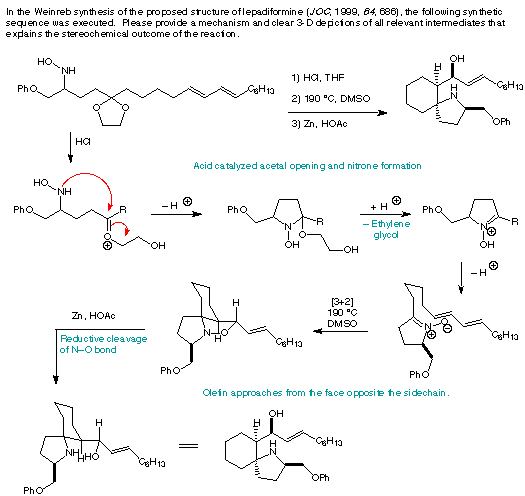 In the Weinreb synthesis of the proposed structure of lepadiformine (JOC, 1999, 64, 686), the following synthetic
sequence was executed. Please provide a mechanism and clear 3-D depictions of all relevant intermediates that
explains the stereochemical outcome of the reaction.
HO NH
PhO
O O
C6H13
1) HCl, THF
2) 190 °C, DMSO
3) Zn, HOAc
H OH
C6H13
H
N
OPh
HCl
Acid catalyzed acetal opening and nitrone formation
HO NH
PhO
R
O
⊕
OH
– H ⊕
PhO
N R
OH O
OH
+ H ⊕
– Ethylene
glycol
PhO
N R
⊕
OH
– H ⊕
N O
⊕ ⊖
C6H13
PhO
[3+2]
190 °C
DMSO
H
N O
C6H13
PhO
Zn, HOAc
Reductive cleavage
of N–O bond
Olefin approaches from the face opposite the sidechain.
H
NH HO
C6H13
PhO
=
H OH
C6H13
H
N
OPh